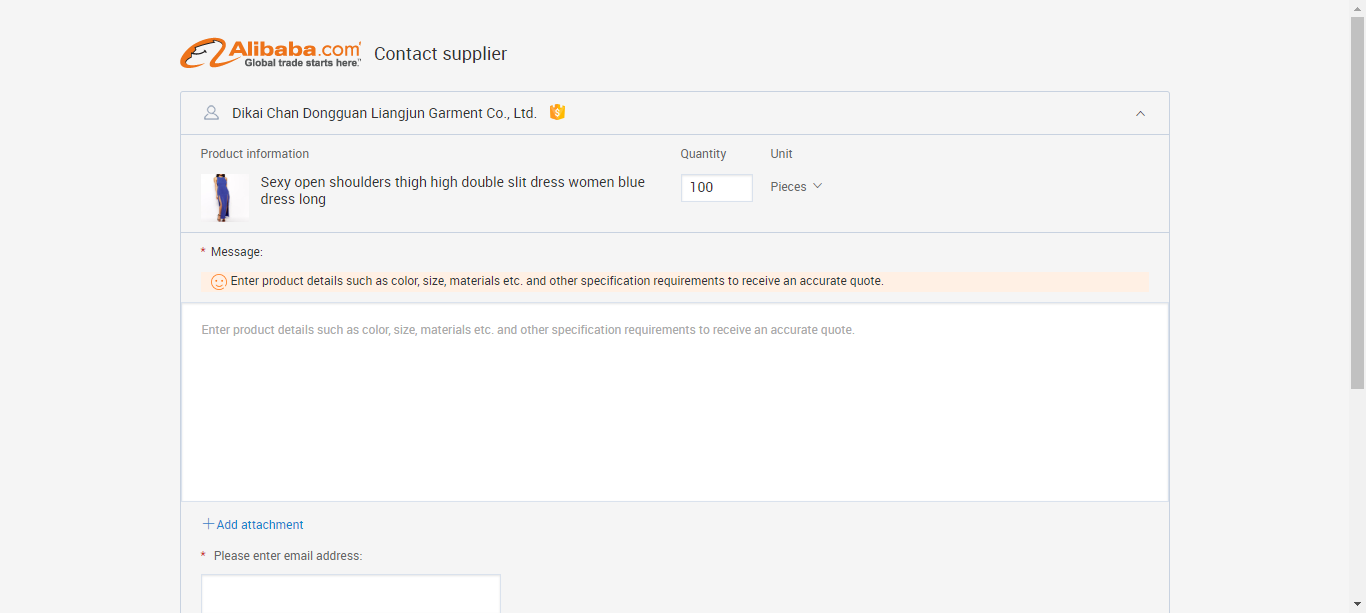 Alibaba.com
Global trade starts here.™
Contact supplier
Dikai Chan Dongguan Liangjun Garment Co., Ltd.
Product information
Quantity
Unit
Sexy open shoulders thigh high double slit dress women blue
dress long
100
Pieces
* Message:
Enter product details such as color, size, materials etc. and other specification requirements to receive an accurate quote.
Enter product details such as color, size, materials etc. and other specification requirements to receive an accurate quote.
+Add attachment
* Please enter email address: